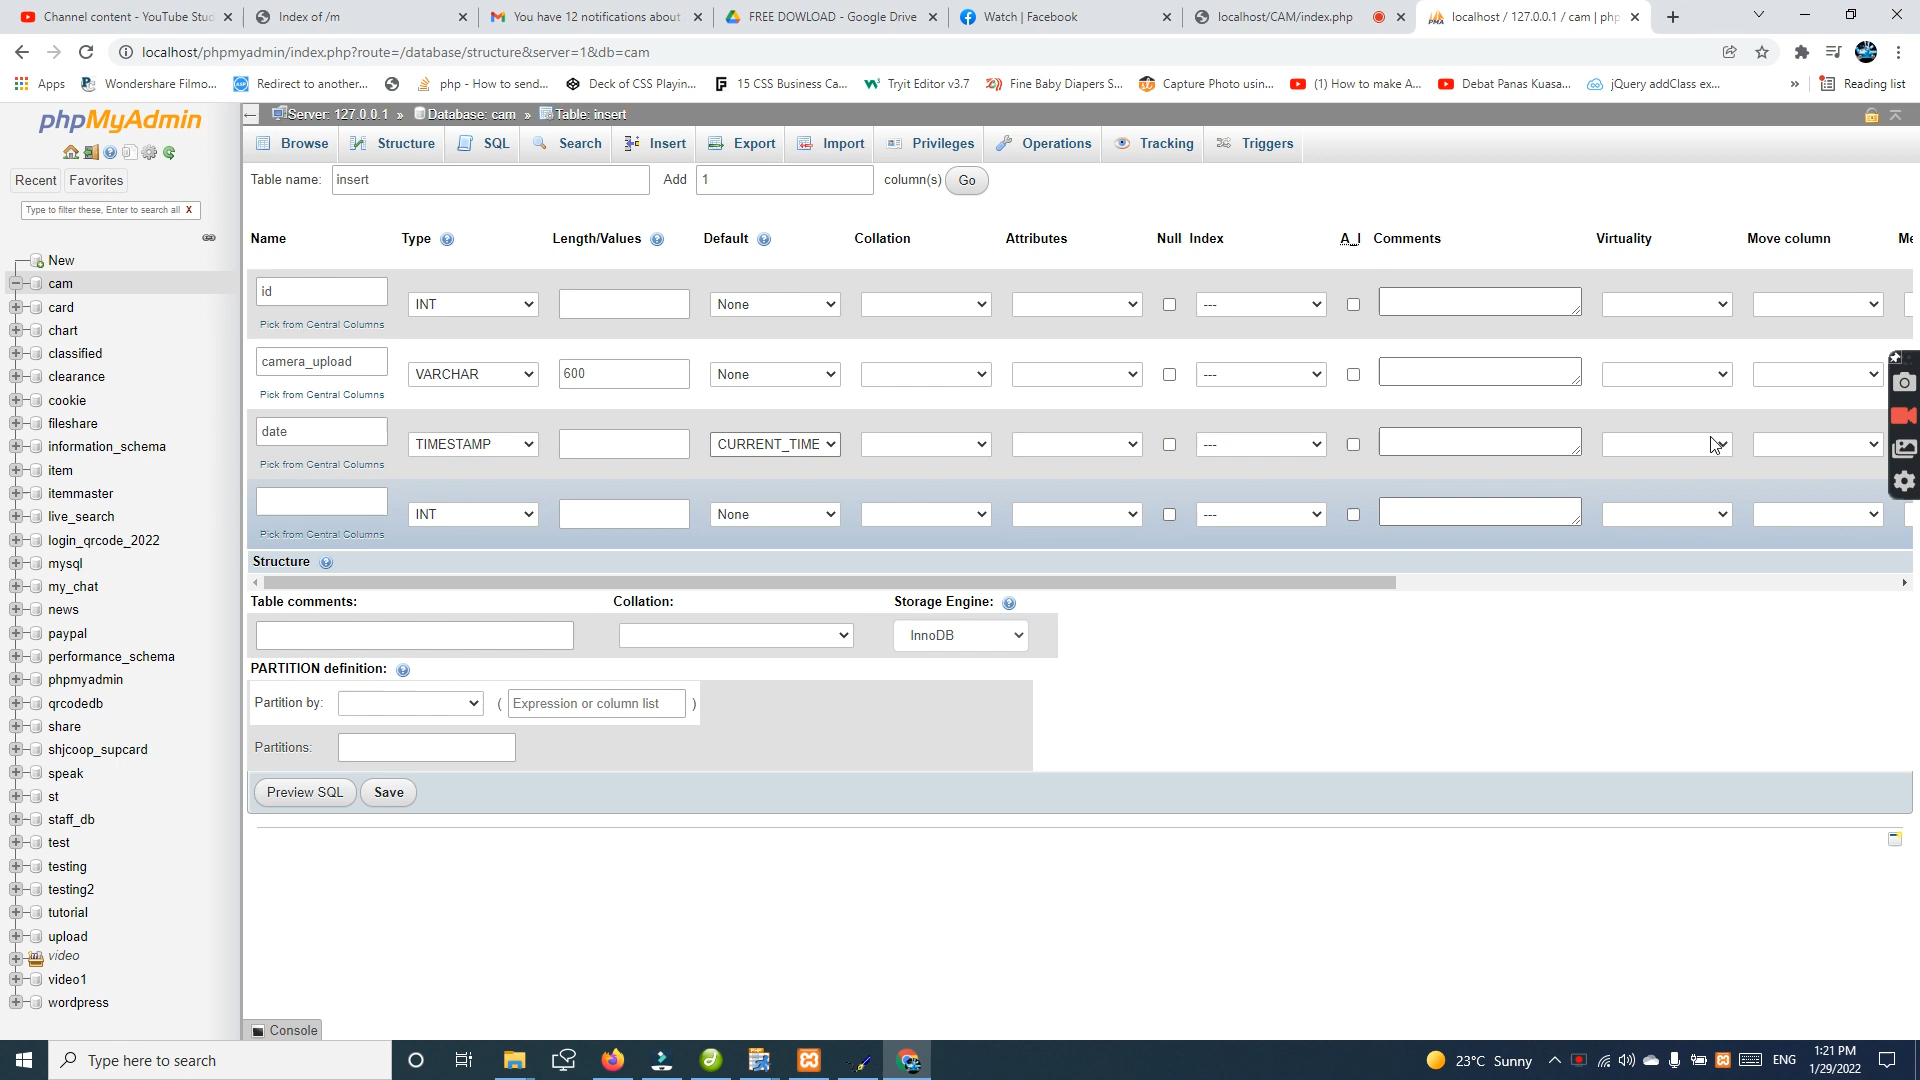 Channel content - YouTube Stud
Index of /m
You have 12 notifications about
FREE DOWLOAD - Google Drive
Watch | Facebook
localhost/CAM/index.php
localhost / 127.0.0.1 / cam | php
localhost/phpmyadmin/index.php?route=/database/structure&server=1&db=cam
Apps
Wondershare Filmo...
Redirect to another...
php - How to send...
Deck of CSS Playin...
15 CSS Business Ca...
Tryit Editor v3.7
Fine Baby Diapers S...
Capture Photo using...
(1) How to make A...
Debat Panas Kuasa...
jQuery addClass ex...
»
Reading list
phpMyAdmin
Server: 127.0.0.1 » Database: cam » Table: insert
Browse
Structure
SQL
Search
Insert
Export
Import
Privileges
Operations
Tracking
Triggers
Recent
Favorites
Table name: insert Add 1 column(s) Go
Type to filter these, Enter to search all X
Name Type Length/Values Default Collation Attributes Null Index A_I Comments Virtuality Move column Me
id INT None ---
Pick from Central Columns
camera_upload VARCHAR 600 None ---
Pick from Central Columns
date TIMESTAMP CURRENT_TIME ---
Pick from Central Columns
INT None ---
Pick from Central Columns
Structure
Table comments: Collation: Storage Engine:
InnoDB
PARTITION definition:
Partition by: ( Expression or column list )
Partitions:
Preview SQL Save
Console
New
cam
card
chart
classified
clearance
cookie
fileshare
information_schema
item
itemmaster
live_search
login_qrcode_2022
mysql
my_chat
news
paypal
performance_schema
phpmyadmin
qrcodedb
share
shjcoop_supcard
speak
st
staff_db
test
testing
testing2
tutorial
upload
video
video1
wordpress
Type here to search
23°C Sunny
ENG
1:21 PM
1/29/2022